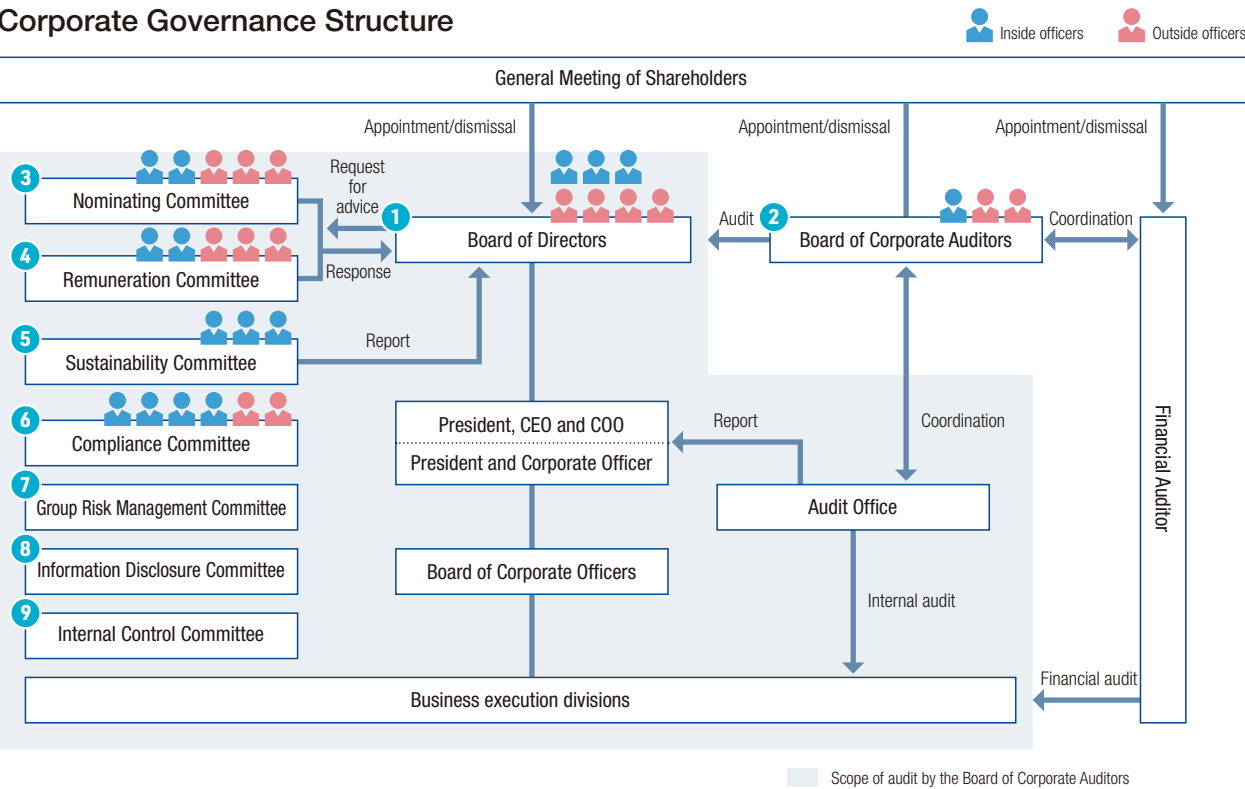 Corporate Governance Structure
Inside officers
Outside officers
General Meeting of Shareholders
Appointment/dismissal
Appointment/dismissal
Appointment/dismissal
3
Nominating Committee
Request
for
advice
1
Board of Directors
Audit
2
Board of Corporate Auditors
Coordination
4
Remuneration Committee
Response
5
Sustainability Committee
Report
6
Compliance Committee
President, CEO and COO
President and Corporate Officer
Report
Coordination
Financial Auditor
7
Group Risk Management Committee
Audit Office
8
Information Disclosure Committee
Board of Corporate Officers
Internal audit
9
Internal Control Committee
Business execution divisions
Financial audit
Scope of audit by the Board of Corporate Auditors